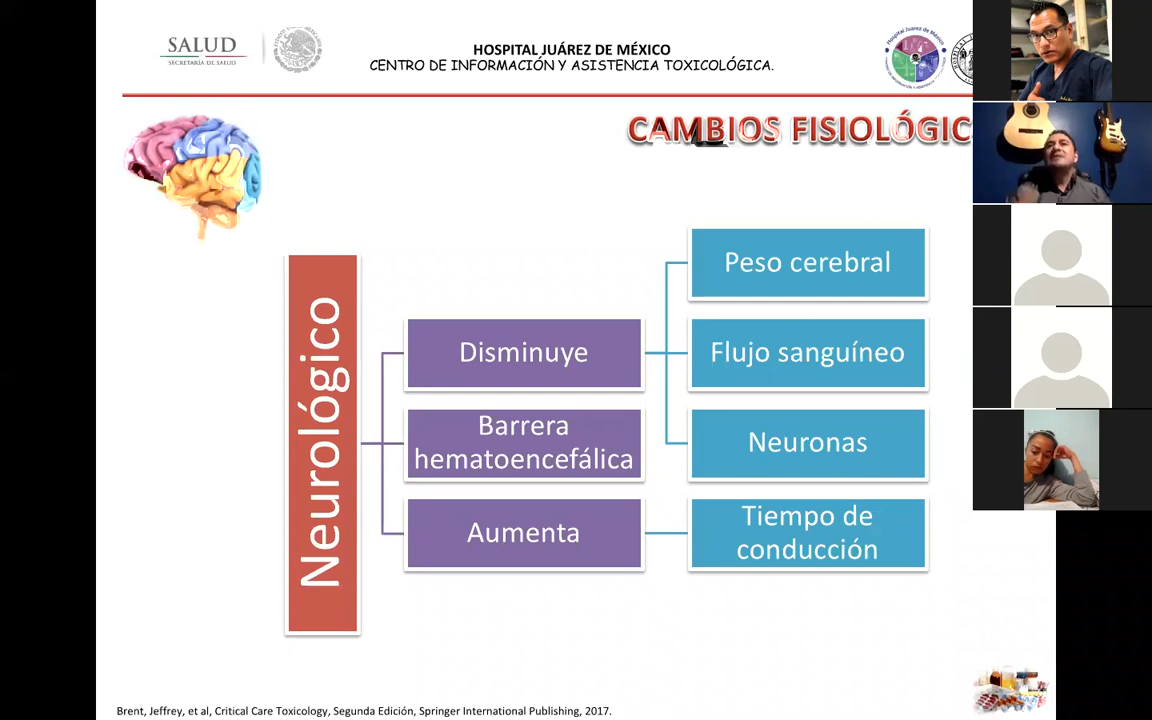 SALUD
SECRETARÍA DE SALUD
HOSPITAL JUÁREZ DE MÉXICO
CENTRO DE INFORMACIÓN Y ASISTENCIA TOXICOLÓGICA.
CAMBIOS FISIOLÓGIC
Neurológico
Disminuye
Peso cerebral
Flujo sanguíneo
Neuronas
Barrera
hematoencefálica
Aumenta
Tiempo de
conducción
Brent, Jeffrey, et al, Critical Care Toxicology, Segunda Edición, Springer International Publishing, 2017.